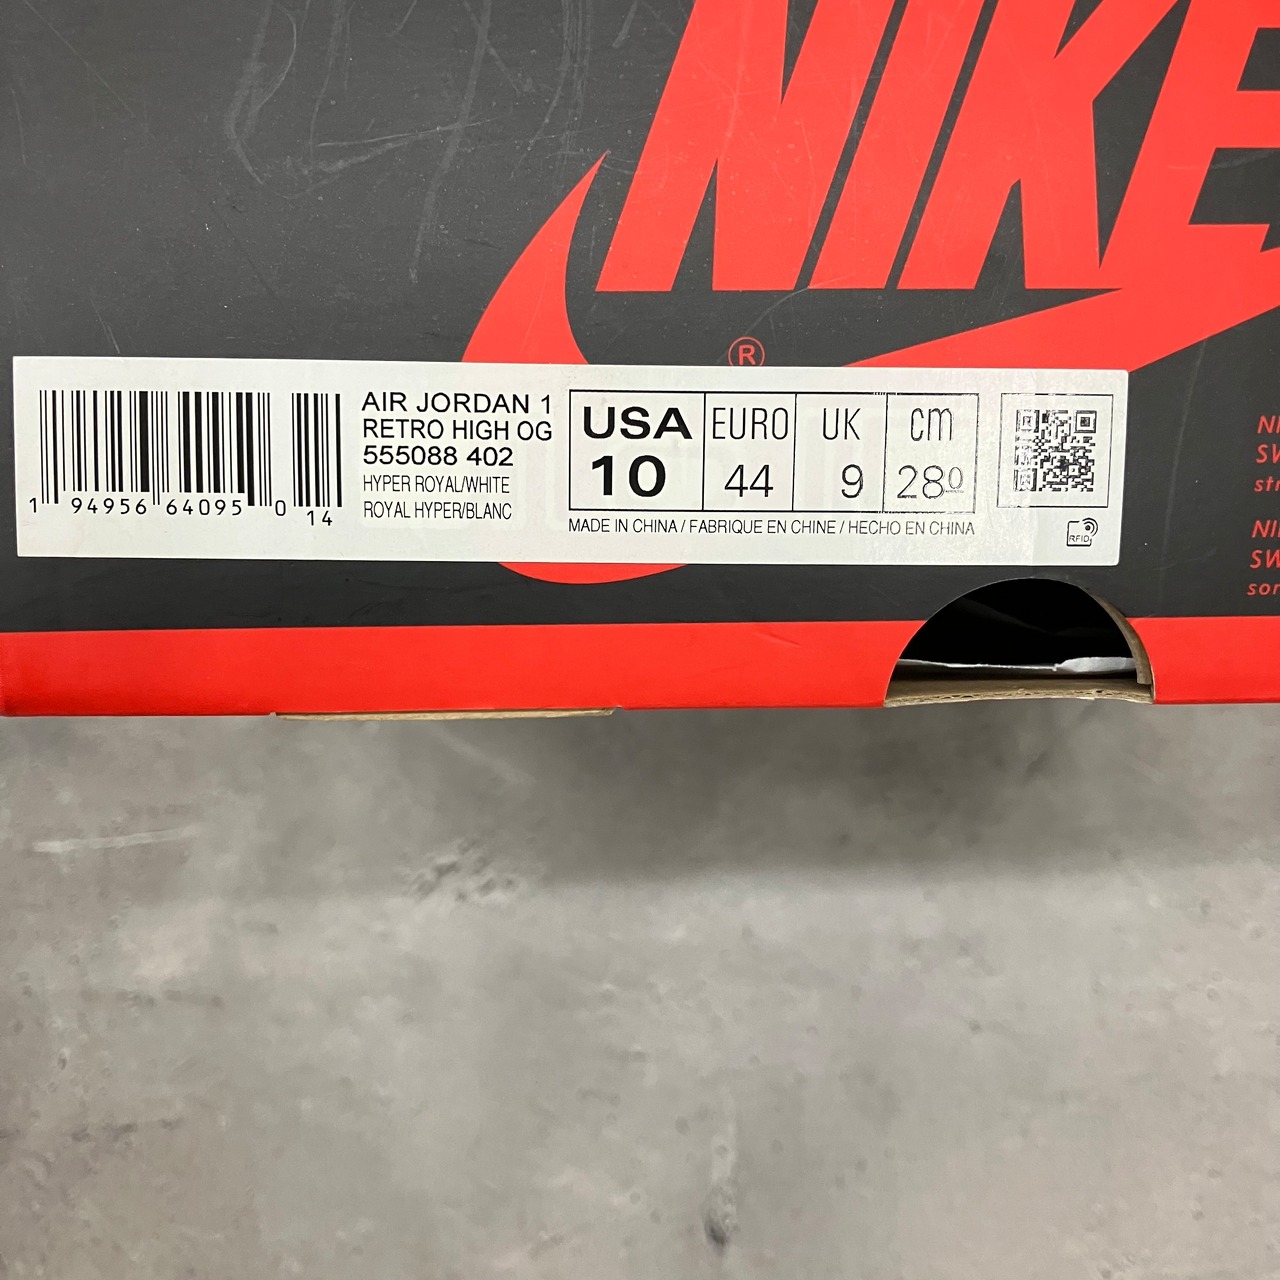 NIKE
®
AIR JORDAN 1
RETRO HIGH OG
555088 402
HYPER ROYAL/WHITE
ROYAL HYPER/BLANC
1 94956 64095 0 14
USA EURO UK cm
10 44 9 28.0
MADE IN CHINA / FABRIQUE EN CHINE / HECHO EN CHINA
RFID